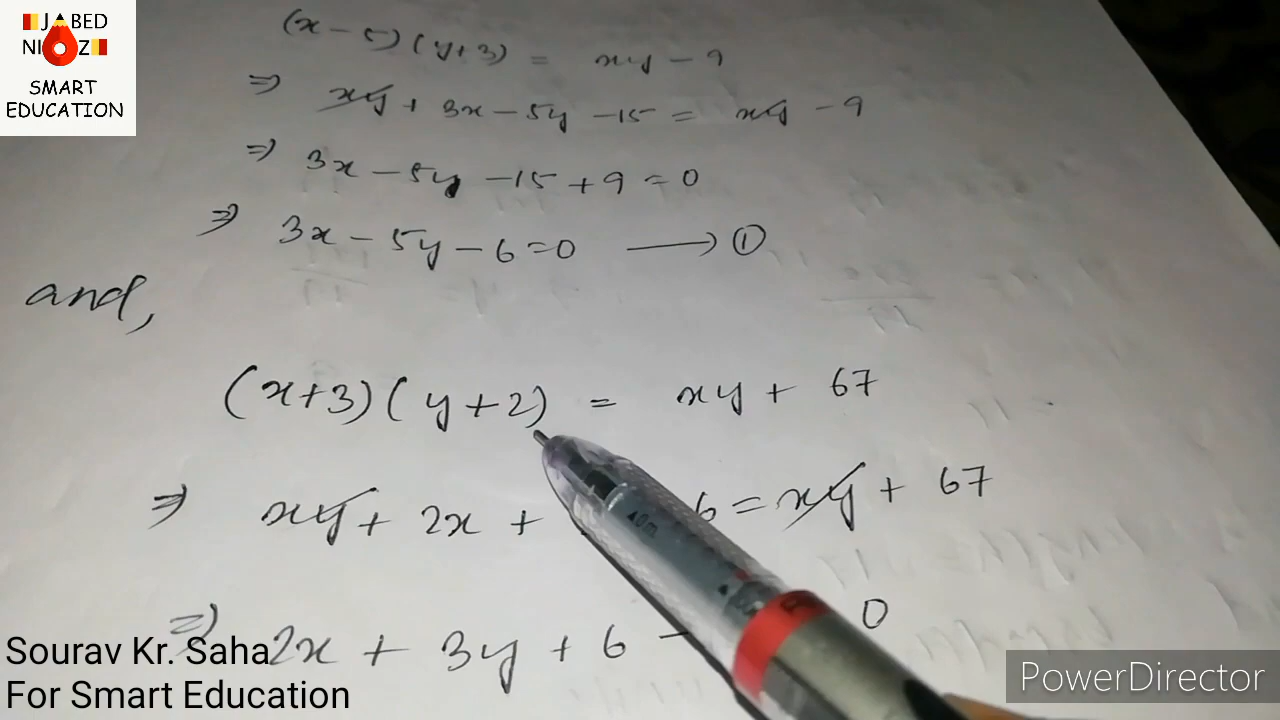 JABED
NIOZ
SMART
EDUCATION
(x-5)(y+3) = xy-9
⇒ xy + 3x-5y-15 = xy-9
⇒ 3x-5y-15+9=0
⇒ 3x-5y-6=0 ⟶ ①
and,
(x+3)(y+2) = xy+67
⇒ xy+2x+ 6=xy+67
⇒ 2x+3y+6- 0
Sourav Kr. Saha
For Smart Education
PowerDirector